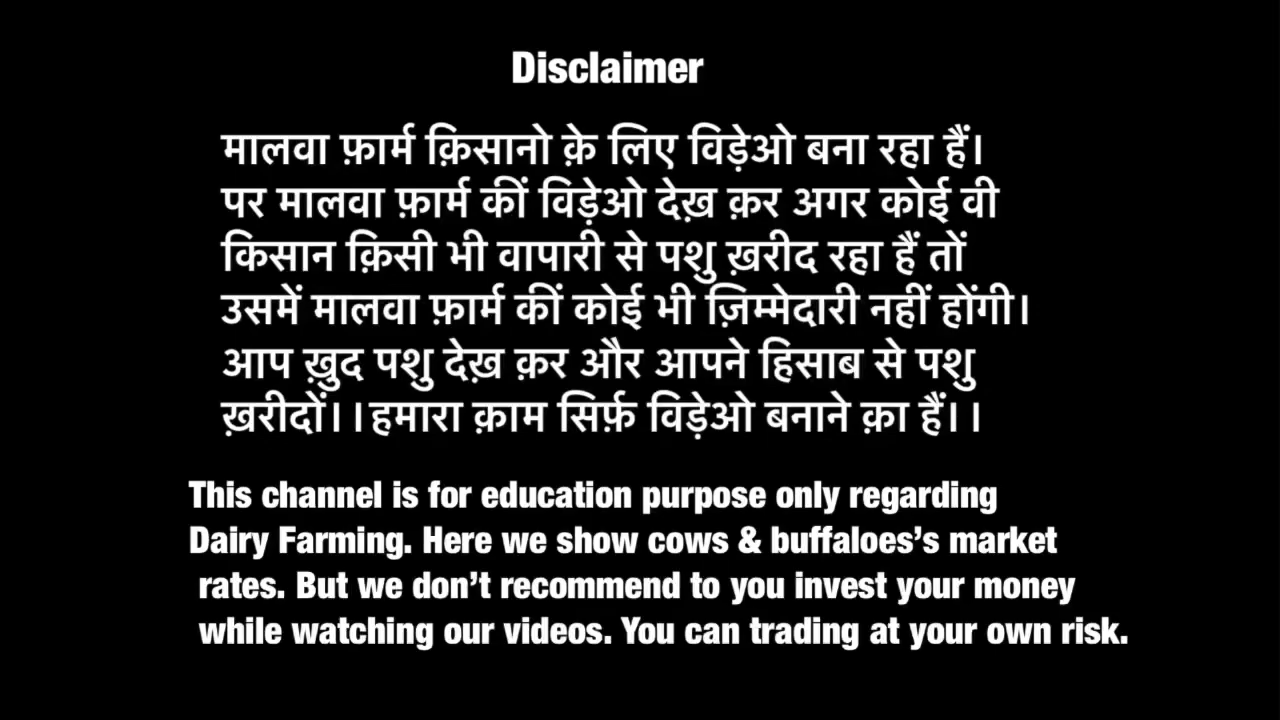 Disclaimer
मालवा फ़ार्म क़िसानो क़े लिए विड़ेओ बना रहा हैं।
पर मालवा फ़ार्म कीं विड़ेओ देख़ क़र अगर कोई वी
किसान क़िसी भी वापारी से पशु ख़रीद रहा हैं तों
उसमें मालवा फ़ार्म कीं कोई भी ज़िम्मेदारी नहीं होंगी।
आप ख़ुद पशु देख़ क़र और आपने हिसाब से पशु
ख़रीदों।।हमारा क़ाम सिर्फ़ विड़ेओ बनाने क़ा हैं।।
This channel is for education purpose only regarding
Dairy Farming. Here we show cows & buffaloes’s market
rates. But we don’t recommend to you invest your money
while watching our videos. You can trading at your own risk.